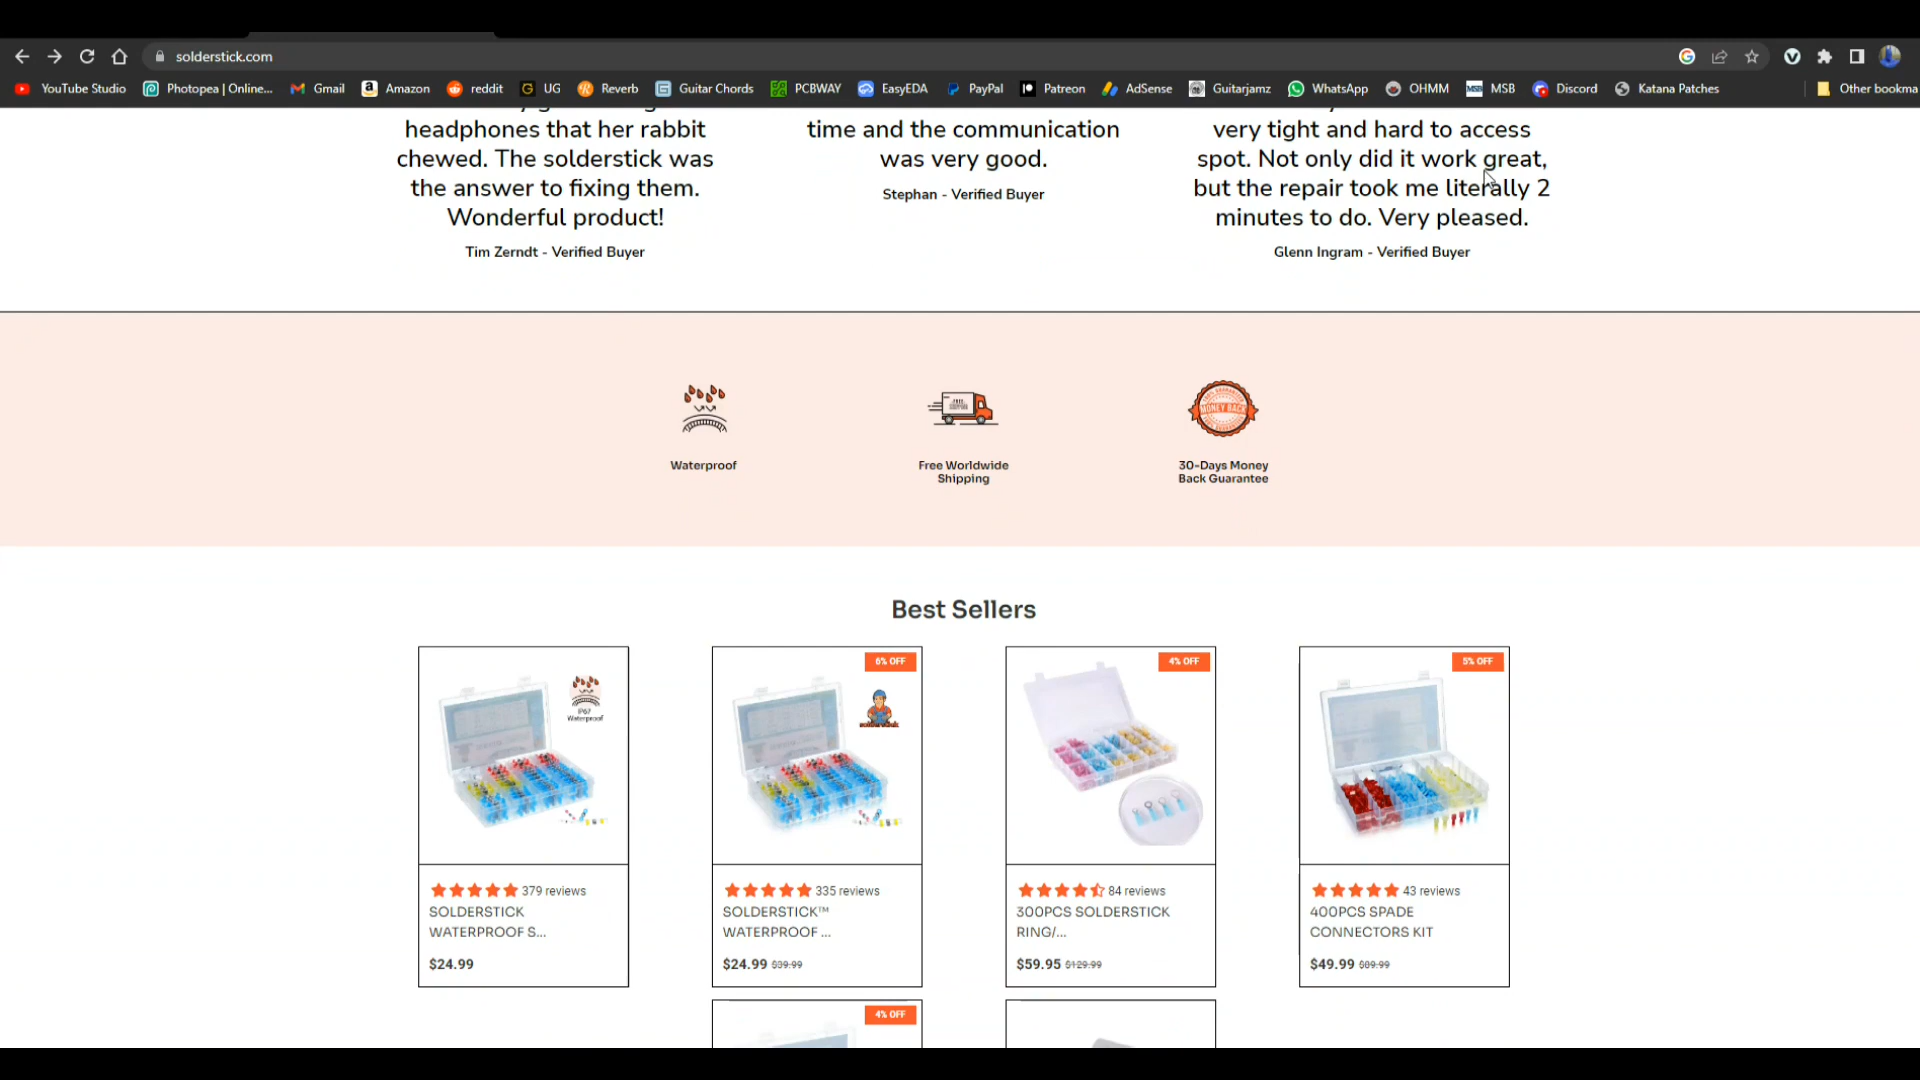 solderstick.com
YouTube Studio Photopea | Online... Gmail Amazon reddit UG Reverb Guitar Chords PCBWAY EasyEDA PayPal Patreon AdSense Guitarjamz WhatsApp OHMM MSB Discord Katana Patches Other bookma
headphones that her rabbit
chewed. The solderstick was
the answer to fixing them.
Wonderful product!
Tim Zerndt - Verified Buyer
time and the communication
was very good.
Stephan - Verified Buyer
very tight and hard to access
spot. Not only did it work great,
but the repair took me literally 2
minutes to do. Very pleased.
Glenn Ingram - Verified Buyer
MONEY BACK
Waterproof
Free Worldwide
Shipping
30-Days Money
Back Guarantee
Best Sellers
IP67
Waterproof
379 reviews
SOLDERSTICK
WATERPROOF S...
$24.99
6% OFF
solderstick
335 reviews
SOLDERSTICK™
WATERPROOF ...
$24.99 $39.99
4% OFF
84 reviews
300PCS SOLDERSTICK
RING/...
$59.95 $129.99
5% OFF
43 reviews
400PCS SPADE
CONNECTORS KIT
$49.99 $89.99
4% OFF